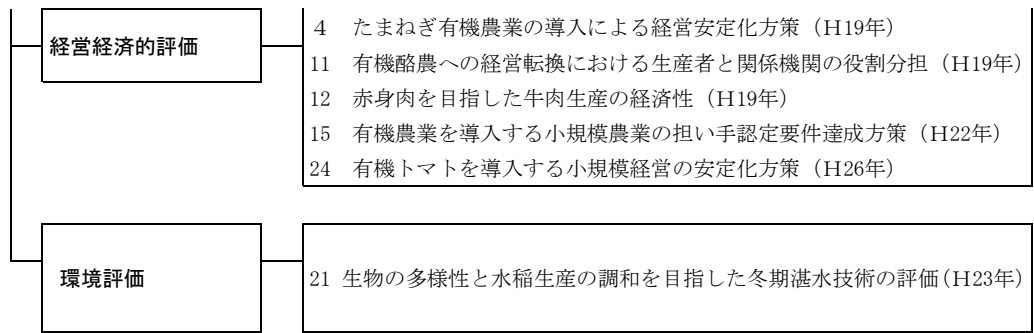 経営経済的評価
4 たまねぎ有機農業の導入による経営安定化方策（H19年）
11 有機酪農への経営転換における生産者と関係機関の役割分担（H19年）
12 赤身肉を目指した牛肉生産の経済性（H19年）
15 有機農業を導入する小規模農業の担い手認定要件達成方策（H22年）
24 有機トマトを導入する小規模経営の安定化方策（H26年）
環境評価
21 生物の多様性と水稲生産の調和を目指した冬期湛水技術の評価(H23年)